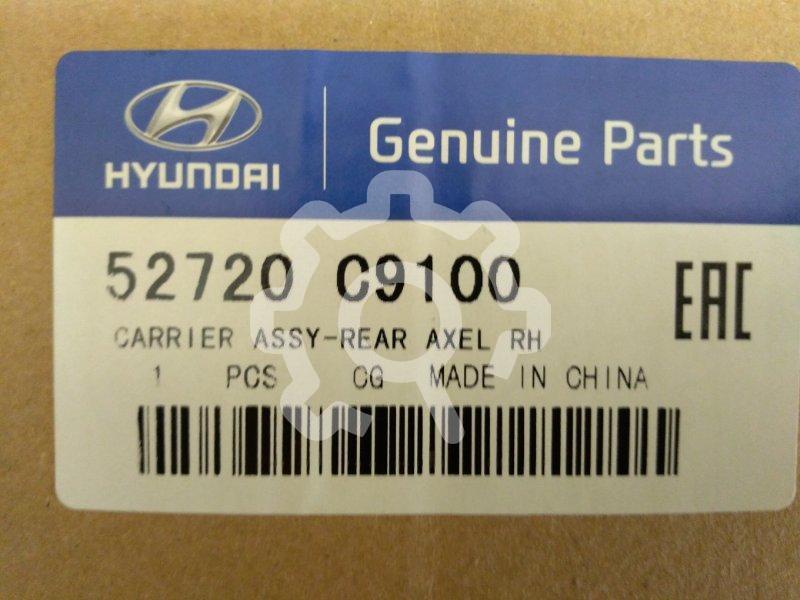 HYUNDAI
Genuine Parts
52720 C9100
EAC
CARRIER ASSY-REAR AXEL RH
1 PCS CG MADE IN CHINA